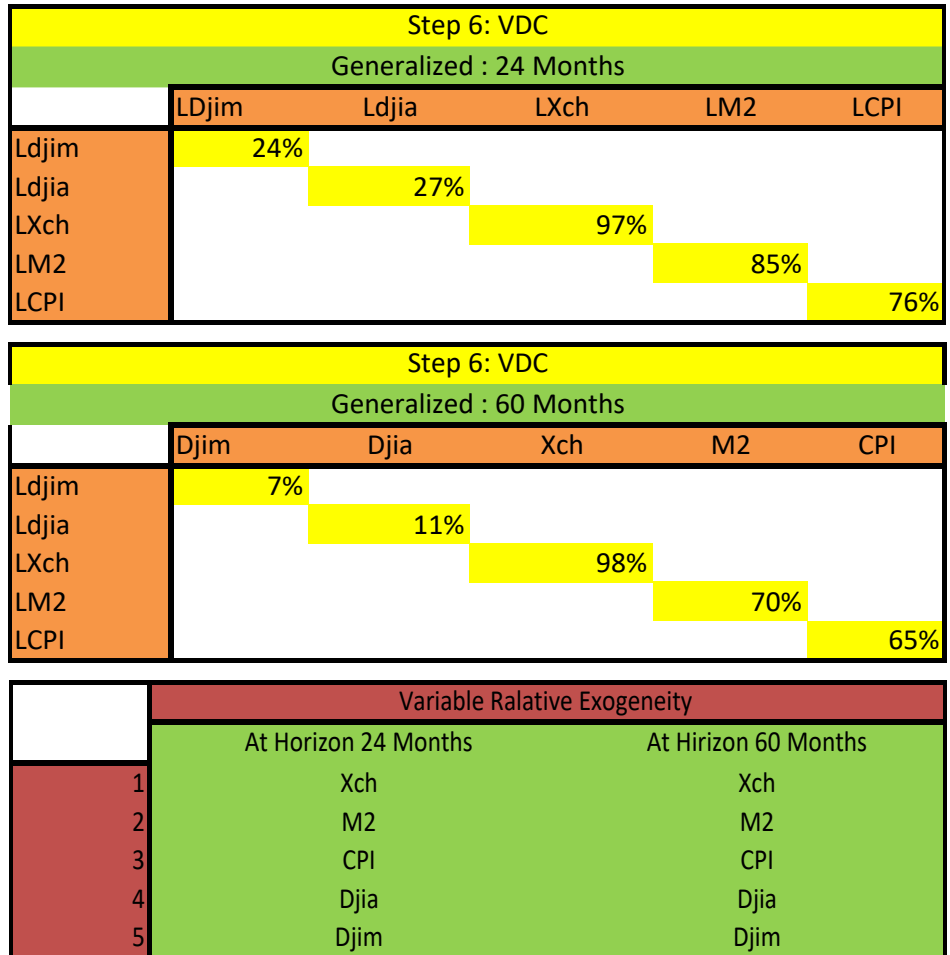 Step 6: VDC
Generalized : 24 Months
LDjim Ldjia LXch LM2 LCPI
Ldjim 24%
Ldjia 27%
LXch 97%
LM2 85%
LCPI 76%
Step 6: VDC
Generalized : 60 Months
Djim Djia Xch M2 CPI
Ldjim 7%
Ldjia 11%
LXch 98%
LM2 70%
LCPI 65%
Variable Ralative Exogeneity
At Horizon 24 Months At Hirizon 60 Months
1 Xch Xch
2 M2 M2
3 CPI CPI
4 Djia Djia
5 Djim Djim